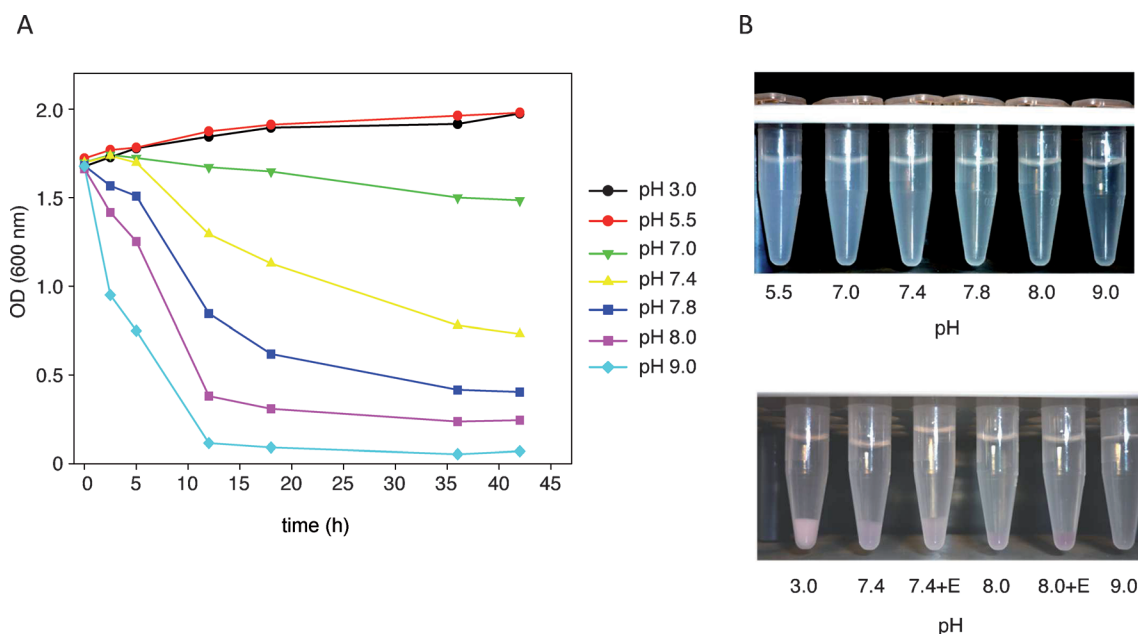 A
OD (600 nm)
2.0
1.5
1.0
0.5
0
0 5 10 15 20 25 30 35 40 45
time (h)
pH 3.0
pH 5.5
pH 7.0
pH 7.4
pH 7.8
pH 8.0
pH 9.0
B
5.5 7.0 7.4 7.8 8.0 9.0
pH
3.0 7.4 7.4+E 8.0 8.0+E 9.0
pH